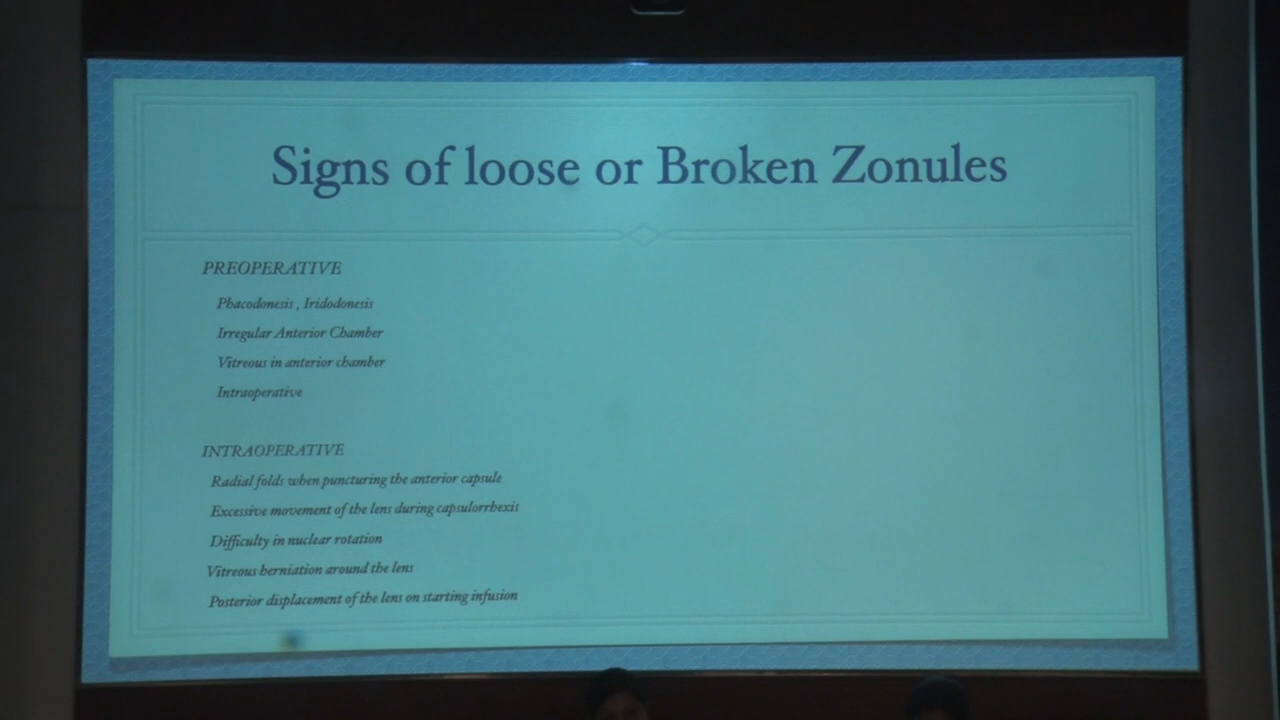 Signs of loose or Broken Zonules
PREOPERATIVE
Phacodonesis , Iridodonesis
Irregular Anterior Chamber
Vitreous in anterior chamber
Intraoperative
INTRAOPERATIVE
Radial folds when puncturing the anterior capsule
Excessive movement of the lens during capsulorrhexis
Difficulty in nuclear rotation
Vitreous herniation around the lens
Posterior displacement of the lens on starting infusion